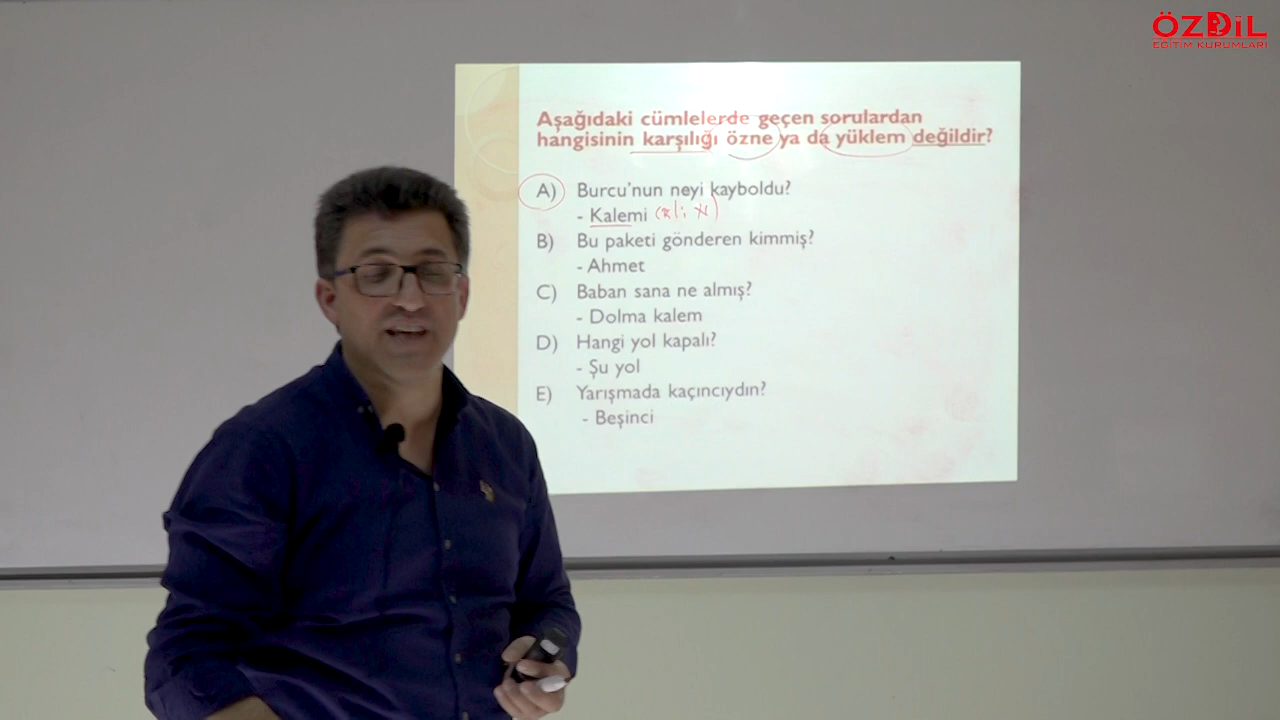 ÖZDİL
EĞİTİM KURUMLARI
Aşağıdaki cümlelerde geçen sorulardan
hangisinin karşılığı özne ya da yüklem değildir?
A) Burcu'nun neyi kayboldu?
- Kalemi
B) Bu paketi gönderen kimmiş?
- Ahmet
C) Baban sana ne almış?
- Dolma kalem
D) Hangi yol kapalı?
- Şu yol
E) Yarışmada kaçıncıydın?
- Beşinci